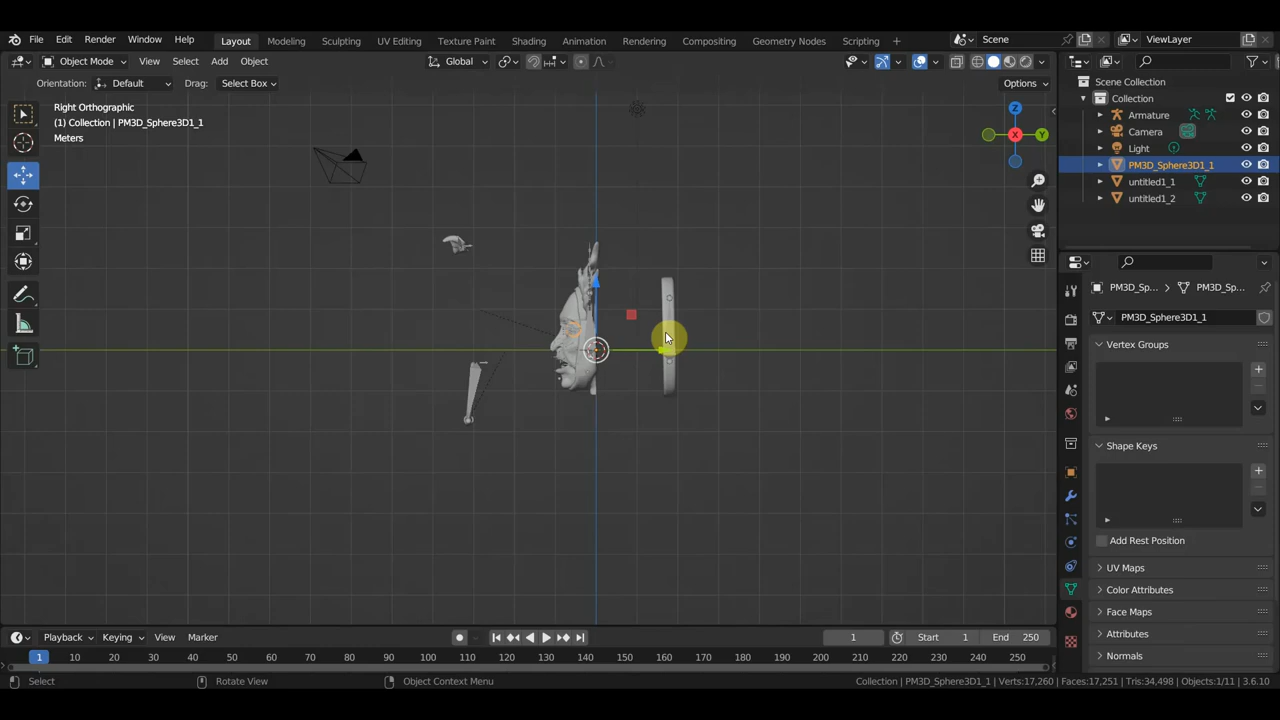 File Edit Render Window Help Layout Modeling Sculpting UV Editing Texture Paint Shading Animation Rendering Compositing Geometry Nodes Scripting + Scene ViewLayer
Object Mode View Select Add Object Global
Orientation: Default Drag: Select Box Options
Right Orthographic
(1) Collection | PM3D_Sphere3D1_1
Meters
Z
X
Y
Scene Collection
Collection
Armature
Camera
Light
PM3D_Sphere3D1_1
untitled1_1
untitled1_2
PM3D_Sp... PM3D_Sp...
PM3D_Sphere3D1_1
Vertex Groups
Shape Keys
Add Rest Position
UV Maps
Color Attributes
Face Maps
Attributes
Normals
Playback Keying View Marker 1 Start 1 End 250
1 10 20 30 40 50 60 70 80 90 100 110 120 130 140 150 160 170 180 190 200 210 220 230 240 250
Select Rotate View Object Context Menu Collection | PM3D_Sphere3D1_1 | Verts:17,260 | Faces:17,251 | Tris:34,498 | Objects:1/11 | 3.6.10